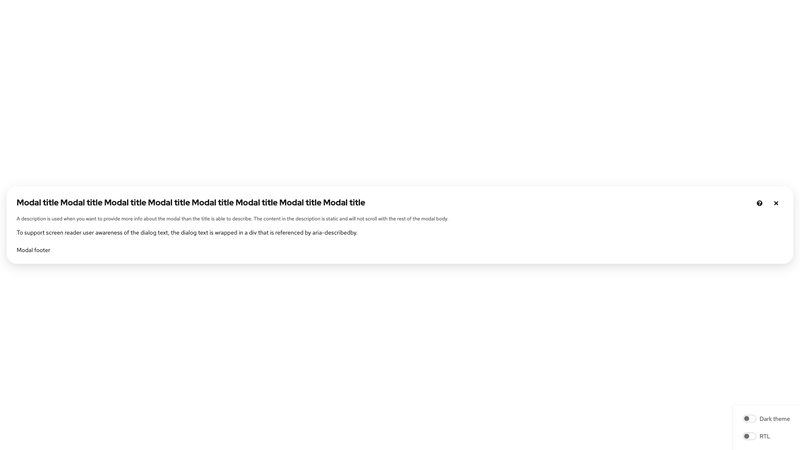 Modal title Modal title Modal title Modal title Modal title Modal title Modal title Modal title
A description is used when you want to provide more info about the modal than the title is able to describe. The content in the description is static and will not scroll with the rest of the modal body.
To support screen reader user awareness of the dialog text, the dialog text is wrapped in a div that is referenced by aria-describedby.
Modal footer
Dark theme
RTL